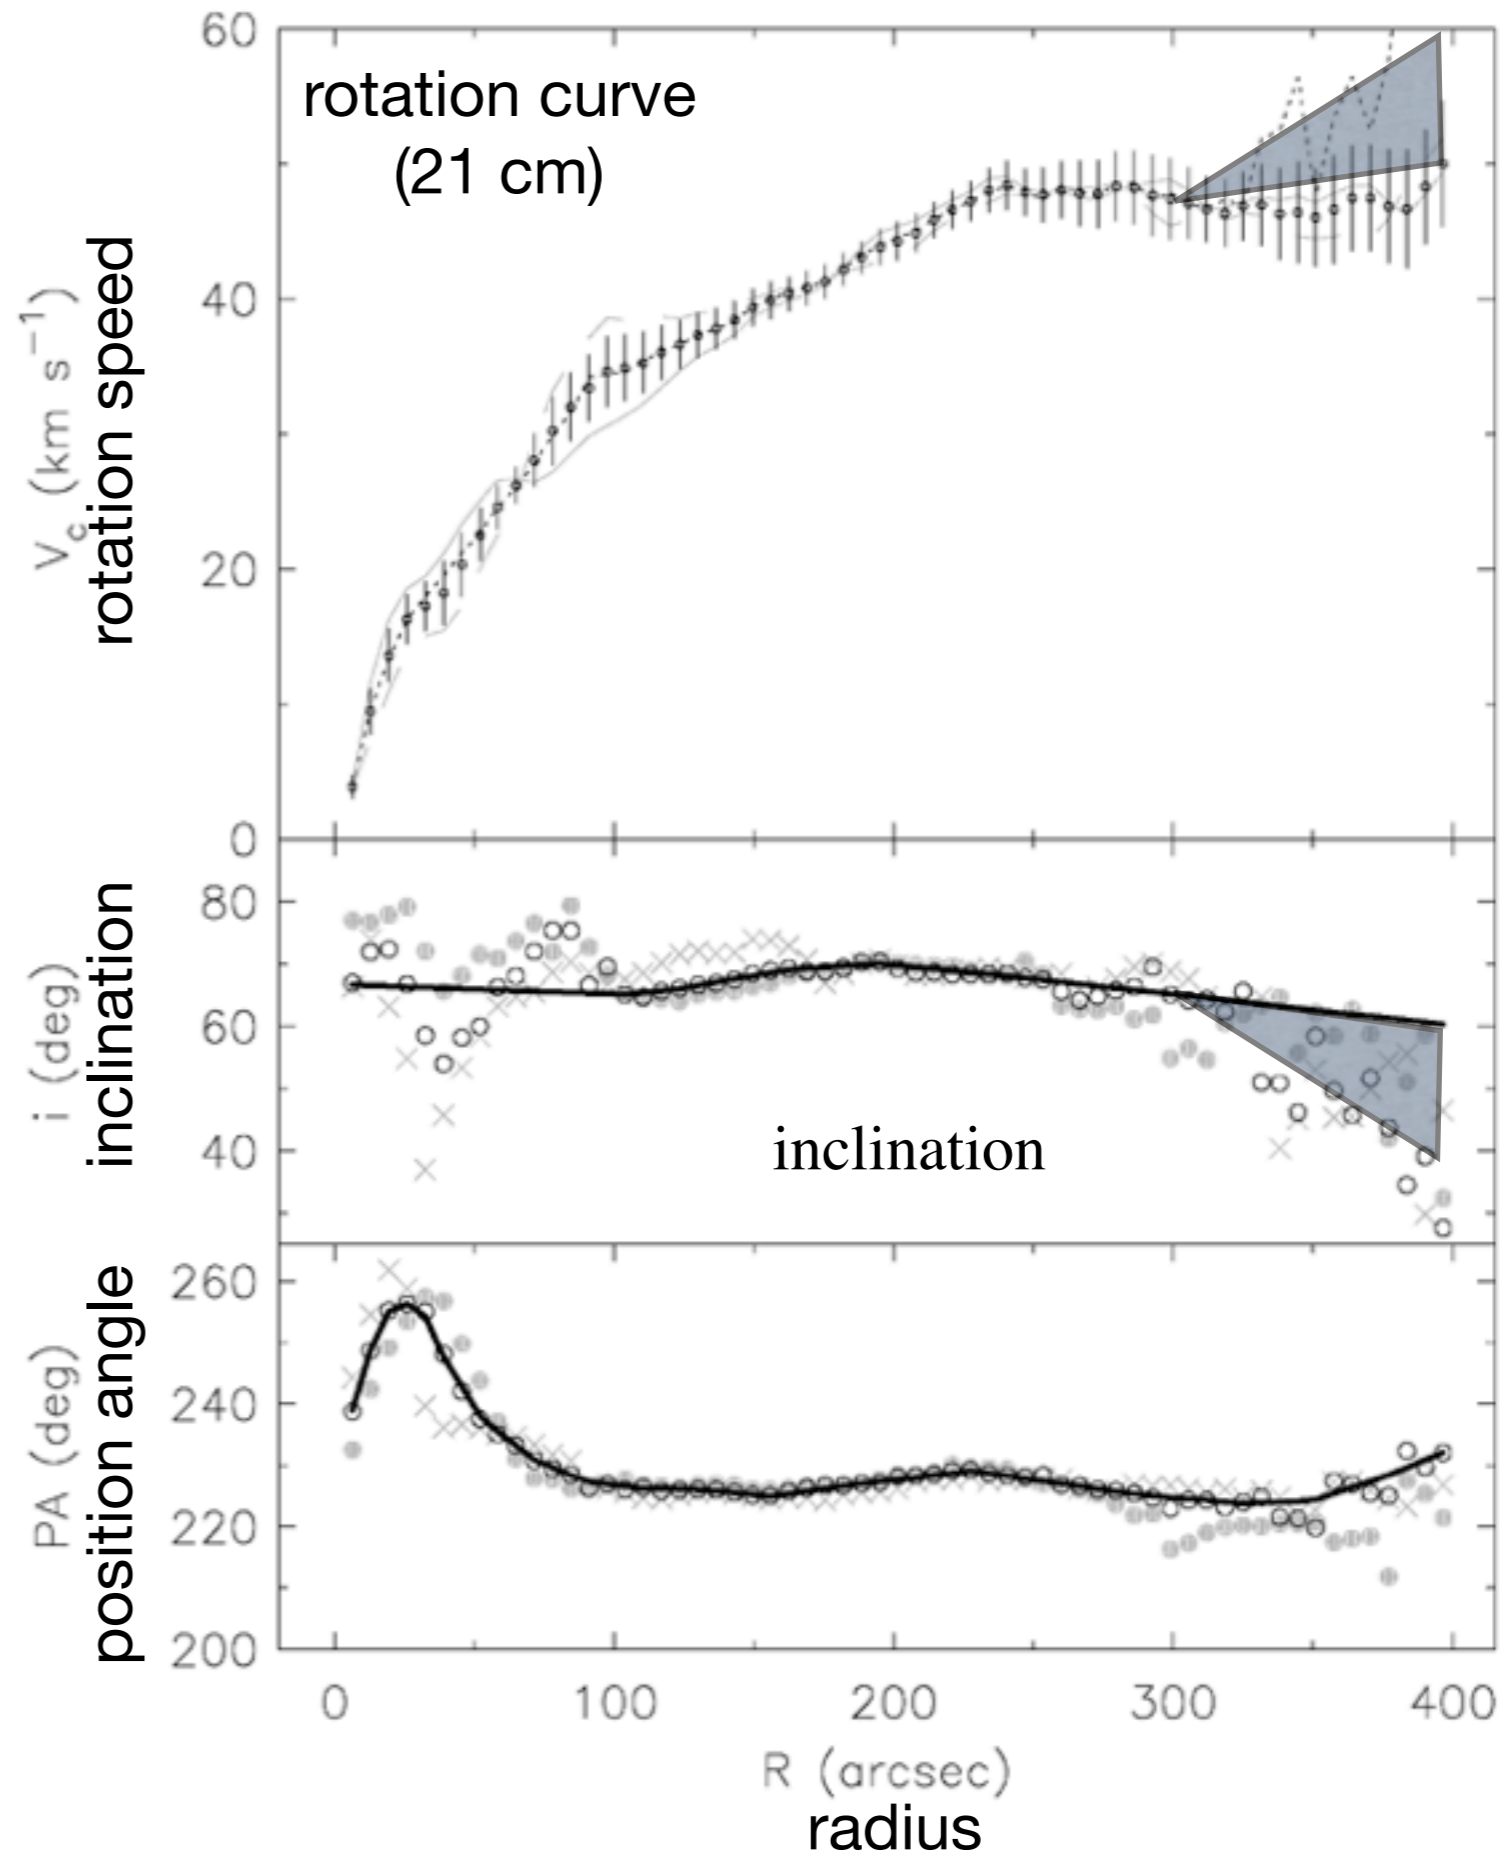 60
rotation curve
(21 cm)
40
20
0
V_c (km s⁻¹)
rotation speed
80
60
40
i (deg)
inclination
inclination
260
240
220
200
PA (deg)
position angle
0 100 200 300 400
R (arcsec)
radius